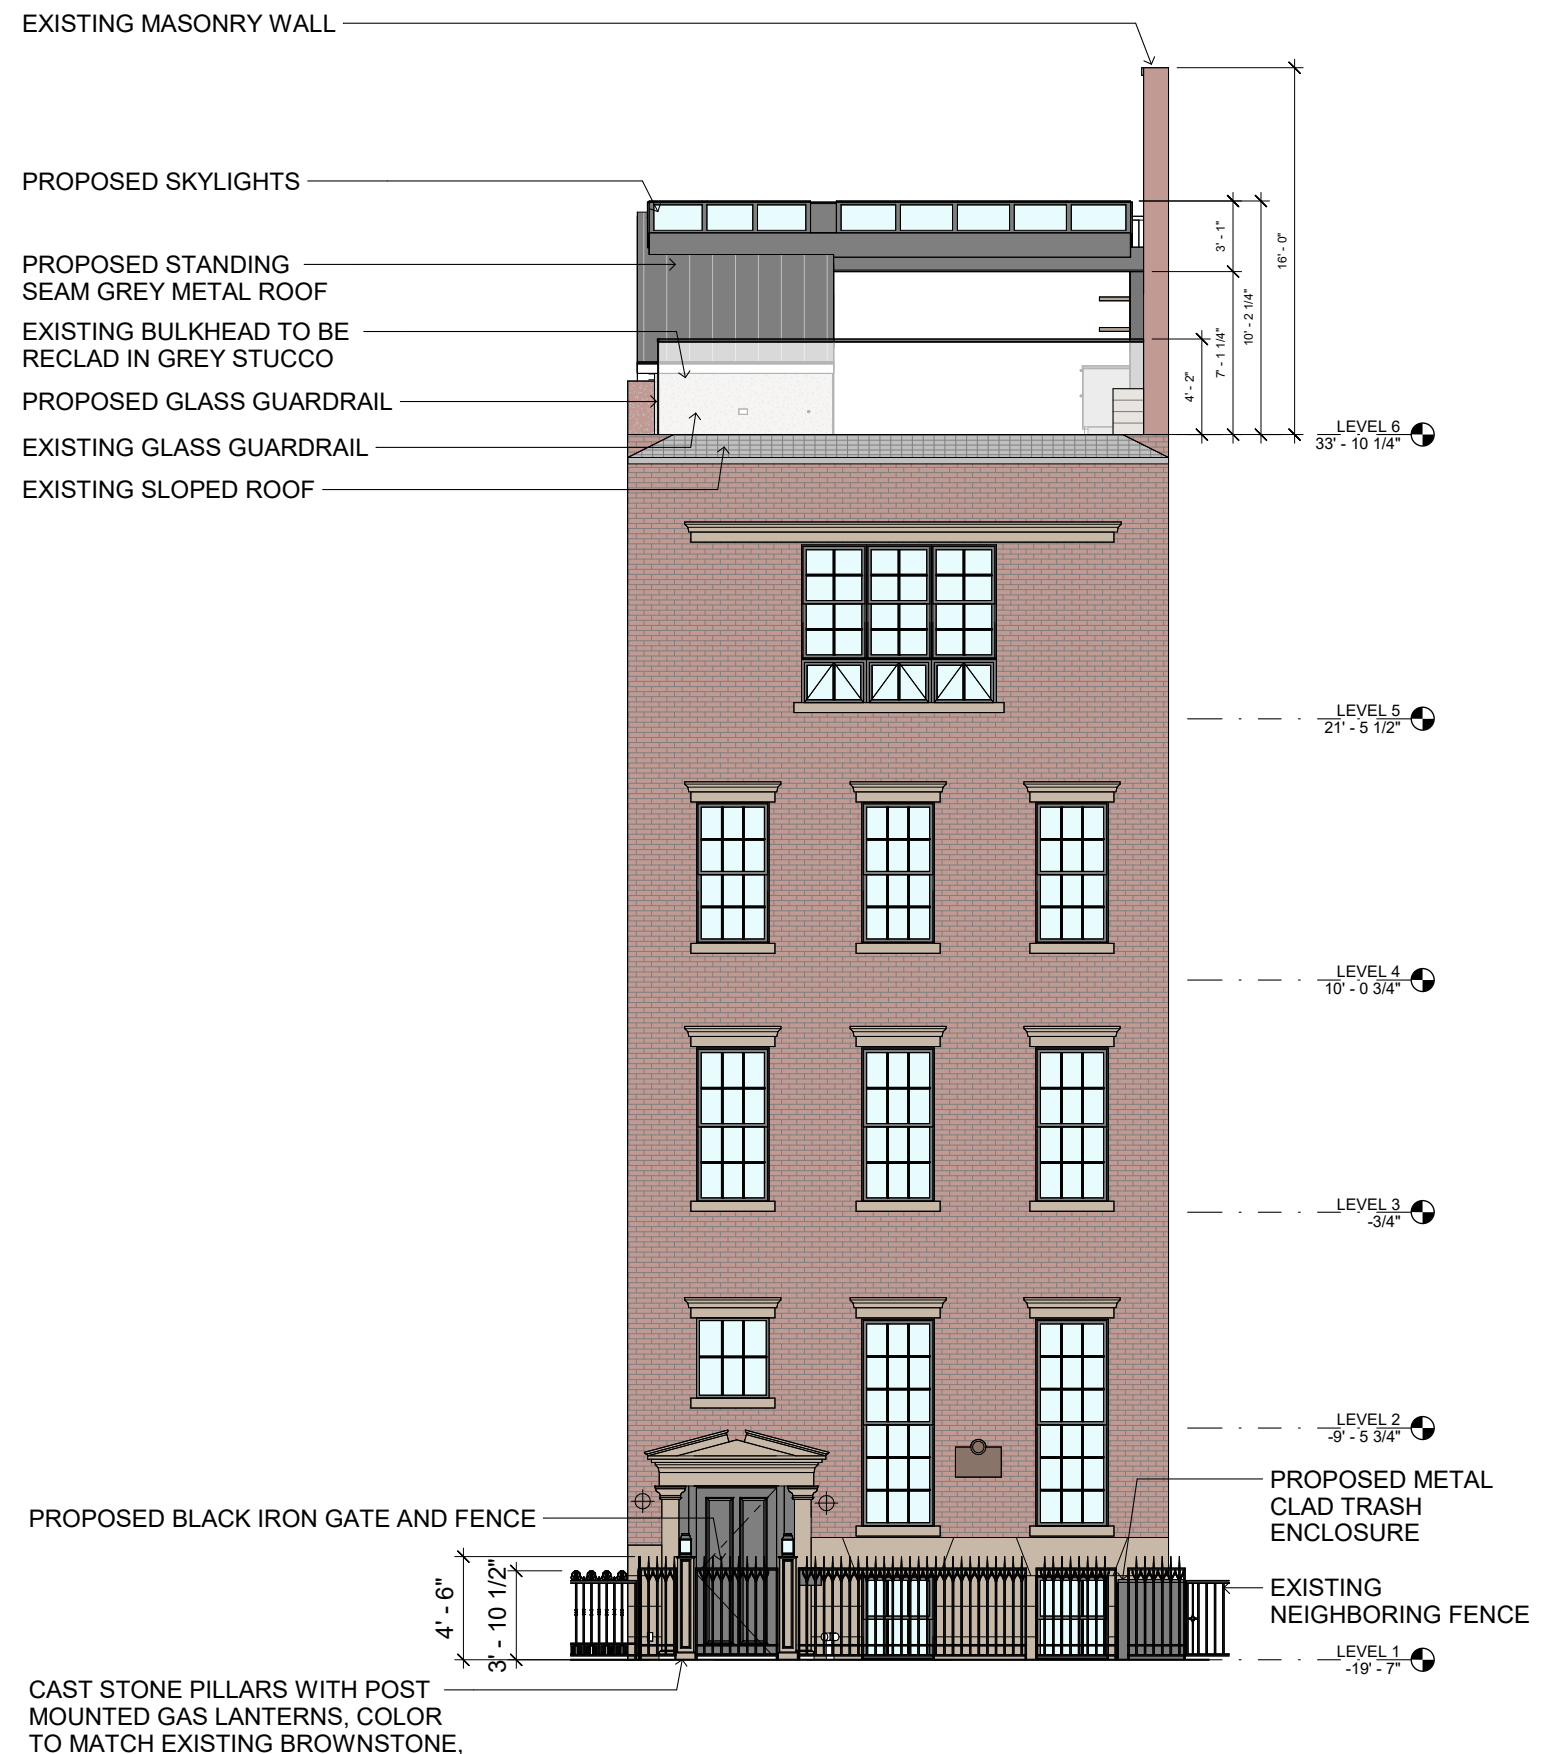 EXISTING MASONRY WALL
PROPOSED SKYLIGHTS
PROPOSED STANDING
SEAM GREY METAL ROOF
EXISTING BULKHEAD TO BE
RECLAD IN GREY STUCCO
PROPOSED GLASS GUARDRAIL
EXISTING GLASS GUARDRAIL
EXISTING SLOPED ROOF
3' - 1"
16' - 0"
10' - 2 1/4"
7' - 1 1/4"
4' - 2"
LEVEL 6
33' - 10 1/4"
LEVEL 5
21' - 5 1/2"
LEVEL 4
10' - 0 3/4"
LEVEL 3
-3/4"
LEVEL 2
-9' - 5 3/4"
PROPOSED METAL
CLAD TRASH
ENCLOSURE
PROPOSED BLACK IRON GATE AND FENCE
4' - 6"
3' - 10 1/2"
EXISTING
NEIGHBORING FENCE
LEVEL 1
-19' - 7"
CAST STONE PILLARS WITH POST
MOUNTED GAS LANTERNS, COLOR
TO MATCH EXISTING BROWNSTONE,